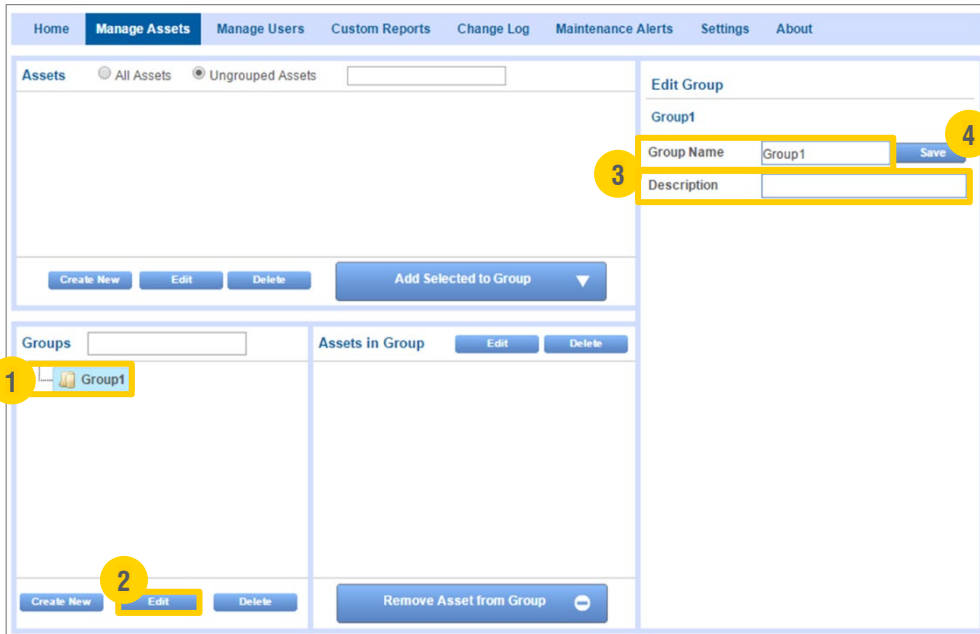 Home Manage Assets Manage Users Custom Reports Change Log Maintenance Alerts Settings About
Assets All Assets Ungrouped Assets
Create New Edit Delete Add Selected to Group
Groups
1 Group1
2
Create New Edit Delete
Assets in Group Edit Delete
Remove Asset from Group
Edit Group
Group1
4
Group Name Group1 Save
3
Description